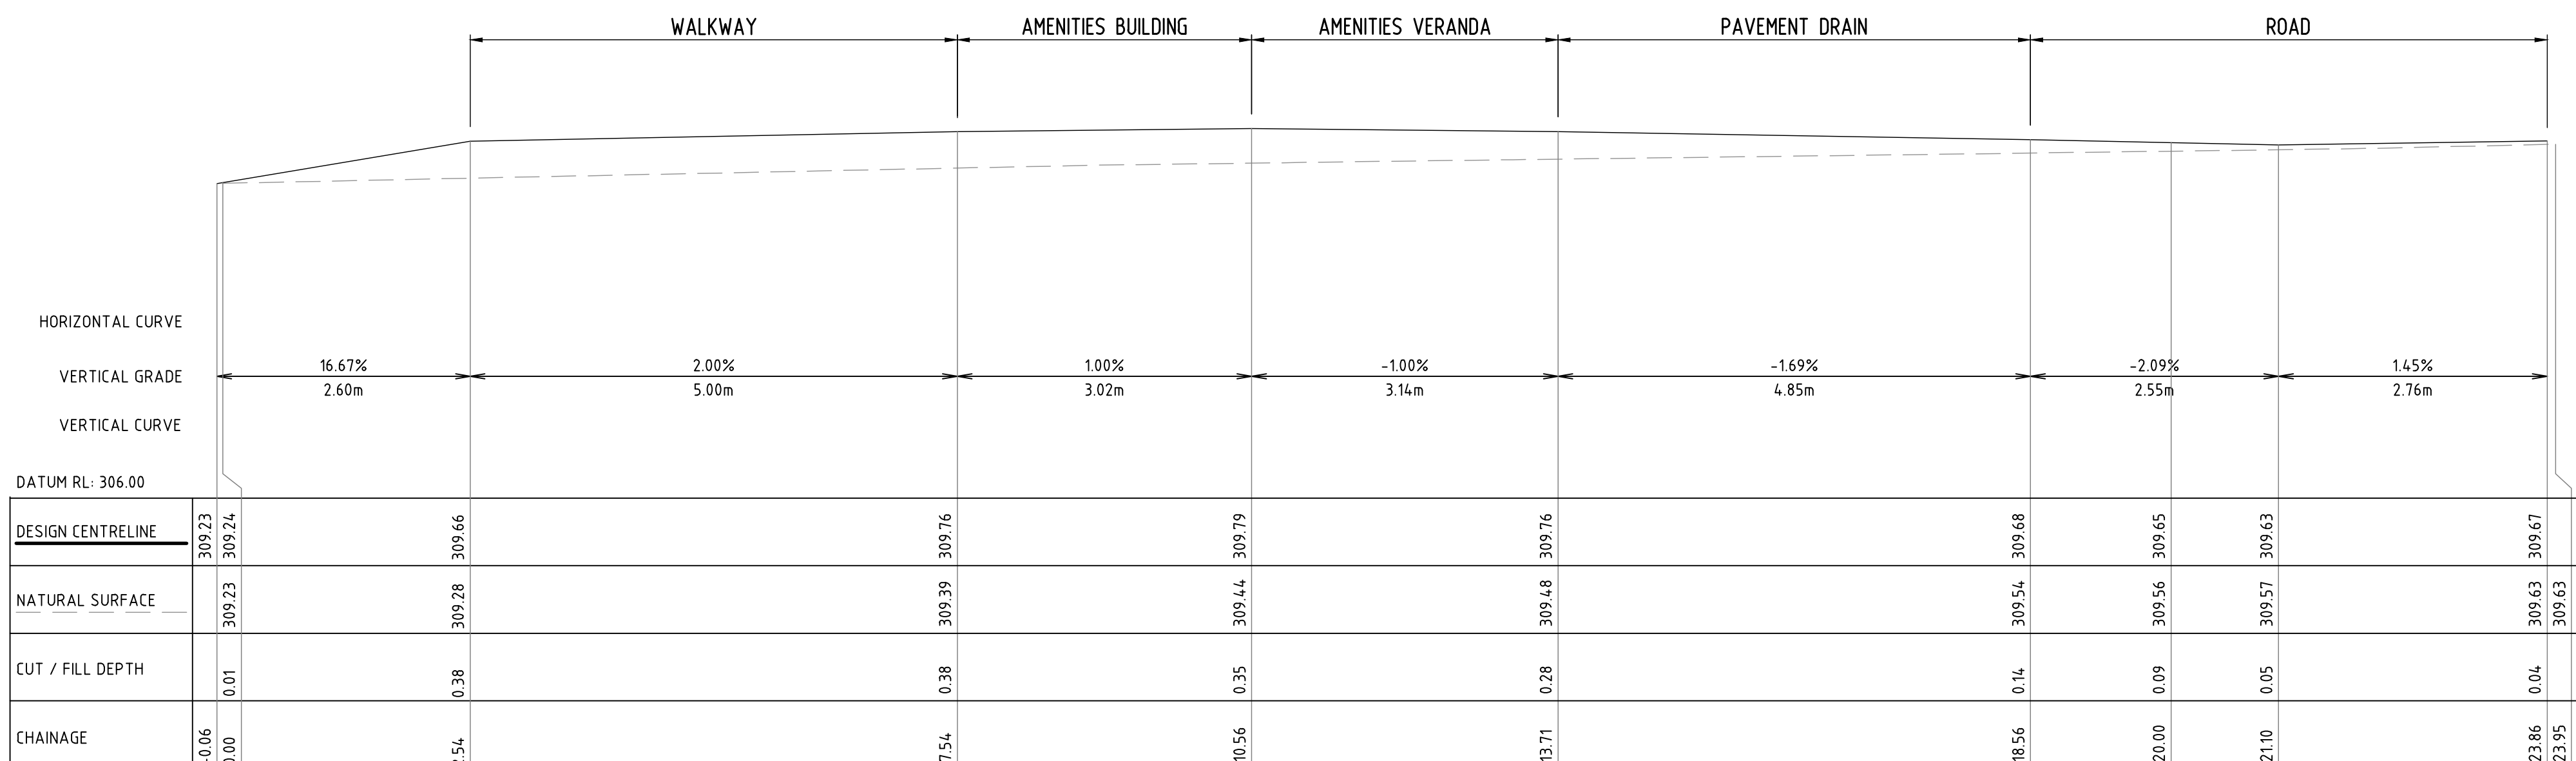 WALKWAY AMENITIES BUILDING AMENITIES VERANDA PAVEMENT DRAIN ROAD
HORIZONTAL CURVE
16.67% 2.00% 1.00% -1.00% -1.69% -2.09% 1.45%
VERTICAL GRADE
2.60m 5.00m 3.02m 3.14m 4.85m 2.55m 2.76m
VERTICAL CURVE
DATUM RL: 306.00
DESIGN CENTRELINE 309.23 309.24 309.66 309.76 309.79 309.76 309.68 309.65 309.63 309.67
NATURAL SURFACE 309.23 309.28 309.39 309.44 309.48 309.54 309.56 309.57 309.63 309.63
CUT / FILL DEPTH 0.01 0.38 0.38 0.35 0.28 0.14 0.09 0.05 0.04
CHAINAGE -0.06 0.00 7.54 10.56 13.71 18.56 20.00 21.10 23.86 23.95